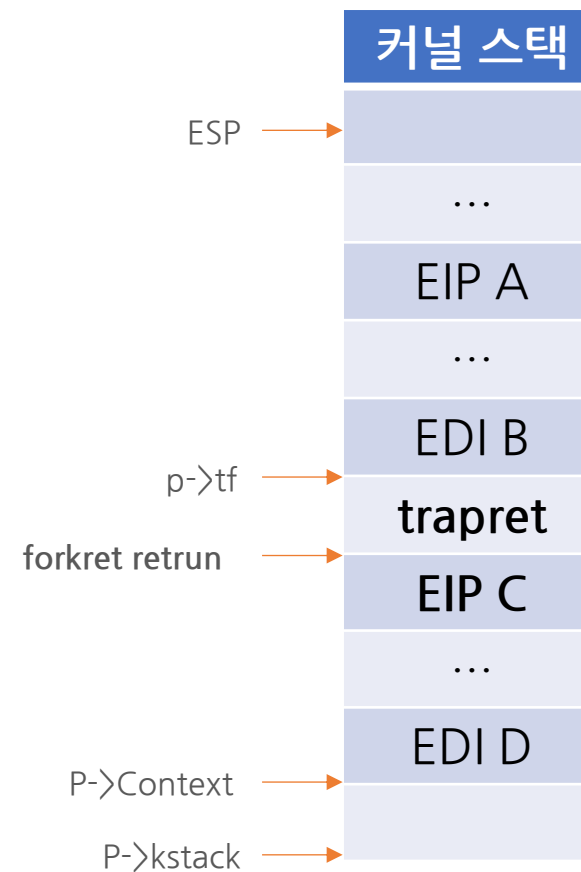 커널 스택
ESP
...
EIP A
...
EDI B
p->tf
trapret
forkret retrun
EIP C
...
EDI D
P->Context
P->kstack